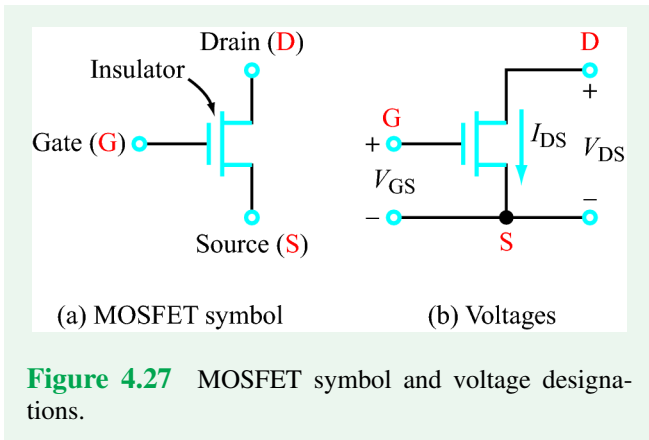 Drain (D)
Insulator
Gate (G)
Source (S)
(a) MOSFET symbol
D
+
G
+
I_DS
V_DS
V_GS
–
–
S
(b) Voltages
Figure 4.27 MOSFET symbol and voltage designa-
tions.